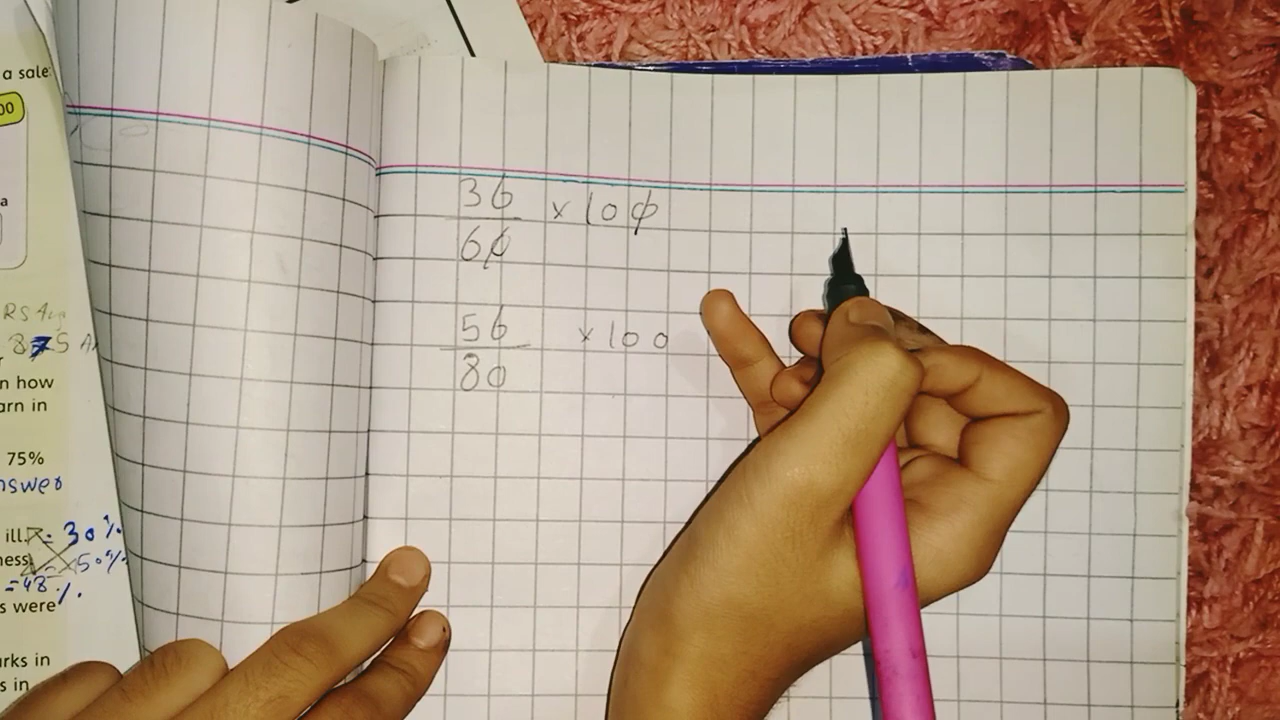 a sale:
00
a
RS
875 A
n how
arn in
75%
nswer
ill. = 30%
ness = 50%
= 48%
s were
arks in
s in
36
60 × 100
56
80 × 100